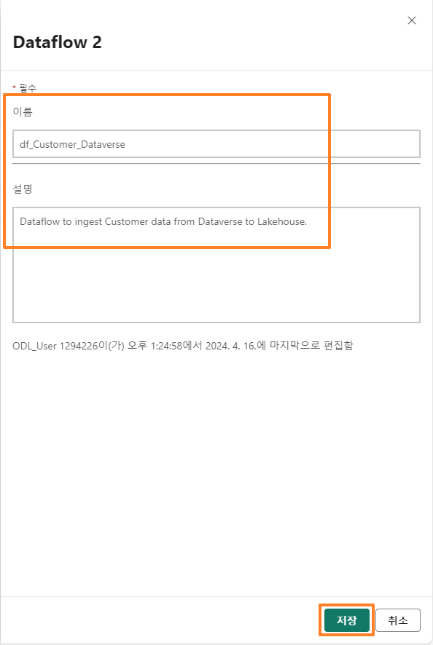 Dataflow 2
* 필수
이름
df_Customer_Dataverse
설명
Dataflow to ingest Customer data from Dataverse to Lakehouse.
ODL_User 1294226이(가) 오후 1:24:58에서 2024. 4. 16.에 마지막으로 편집함
저장 취소